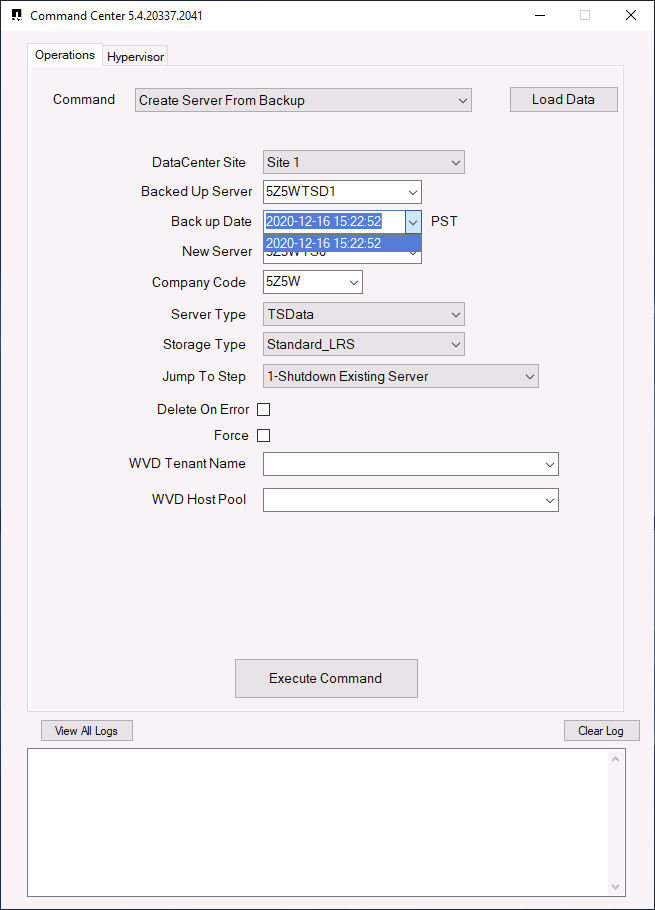 Command Center 5.4.20337.2041
Operations
Hypervisor
Command
Create Server From Backup
Load Data
DataCenter Site
Site 1
Backed Up Server
5Z5WTSD1
Back up Date
2020-12-16 15:22:52
PST
2020-12-16 15:22:52
New Server
Company Code
5Z5W
Server Type
TSData
Storage Type
Standard_LRS
Jump To Step
1-Shutdown Existing Server
Delete On Error
Force
WVD Tenant Name
WVD Host Pool
Execute Command
View All Logs
Clear Log